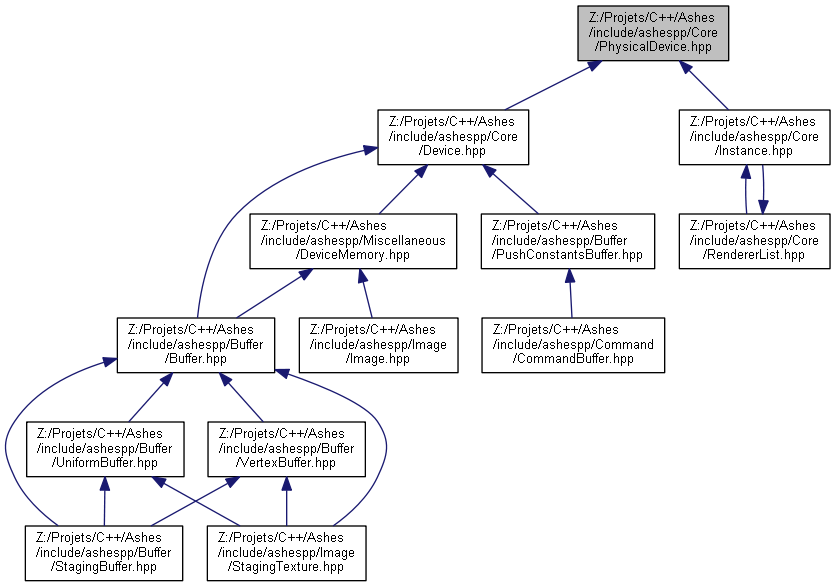 Z:/Projets/C++/Ashes
/include/ashespp/Core
/PhysicalDevice.hpp
Z:/Projets/C++/Ashes
/include/ashespp/Core
/Device.hpp
Z:/Projets/C++/Ashes
/include/ashespp/Core
/Instance.hpp
Z:/Projets/C++/Ashes
/include/ashespp/Miscellaneous
/DeviceMemory.hpp
Z:/Projets/C++/Ashes
/include/ashespp/Buffer
/PushConstantsBuffer.hpp
Z:/Projets/C++/Ashes
/include/ashespp/Core
/RendererList.hpp
Z:/Projets/C++/Ashes
/include/ashespp/Buffer
/Buffer.hpp
Z:/Projets/C++/Ashes
/include/ashespp/Image
/Image.hpp
Z:/Projets/C++/Ashes
/include/ashespp/Command
/CommandBuffer.hpp
Z:/Projets/C++/Ashes
/include/ashespp/Buffer
/UniformBuffer.hpp
Z:/Projets/C++/Ashes
/include/ashespp/Buffer
/VertexBuffer.hpp
Z:/Projets/C++/Ashes
/include/ashespp/Buffer
/StagingBuffer.hpp
Z:/Projets/C++/Ashes
/include/ashespp/Image
/StagingTexture.hpp